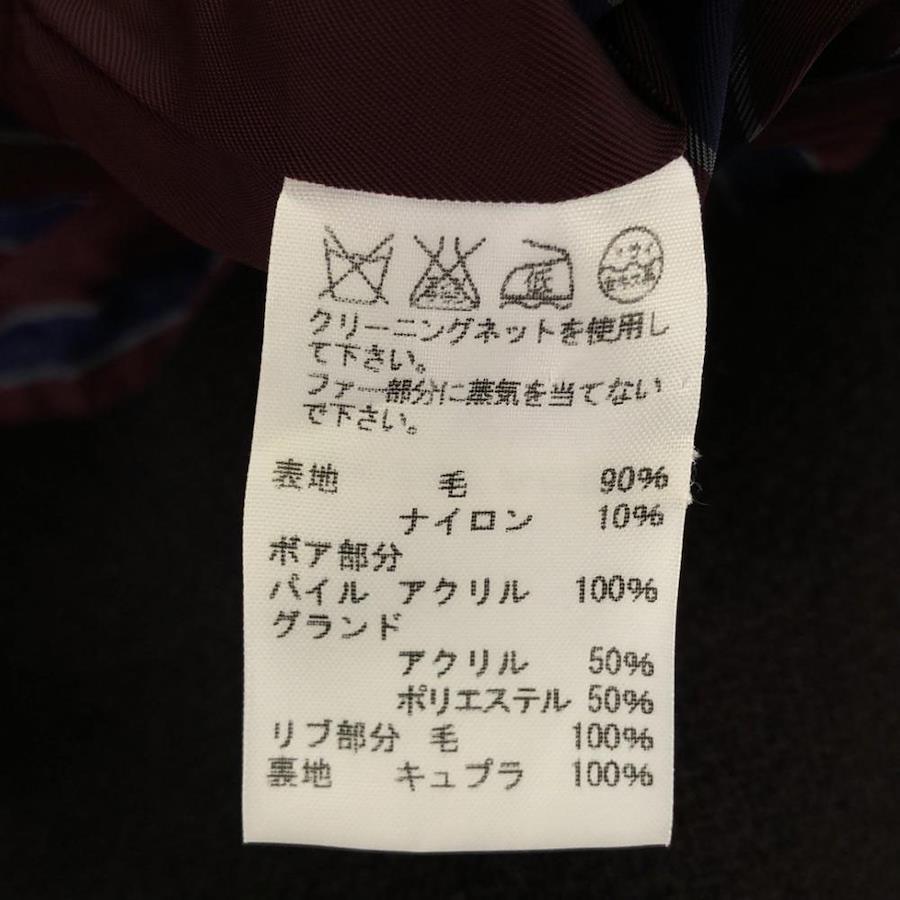 低
クリーニングネットを使用し
て下さい。
ファー部分に蒸気を当てない
で下さい。
表地 毛 90%
ナイロン 10%
ボア部分
パイル アクリル 100%
グランド
アクリル 50%
ポリエステル 50%
リブ部分 毛 100%
裏地 キュプラ 100%